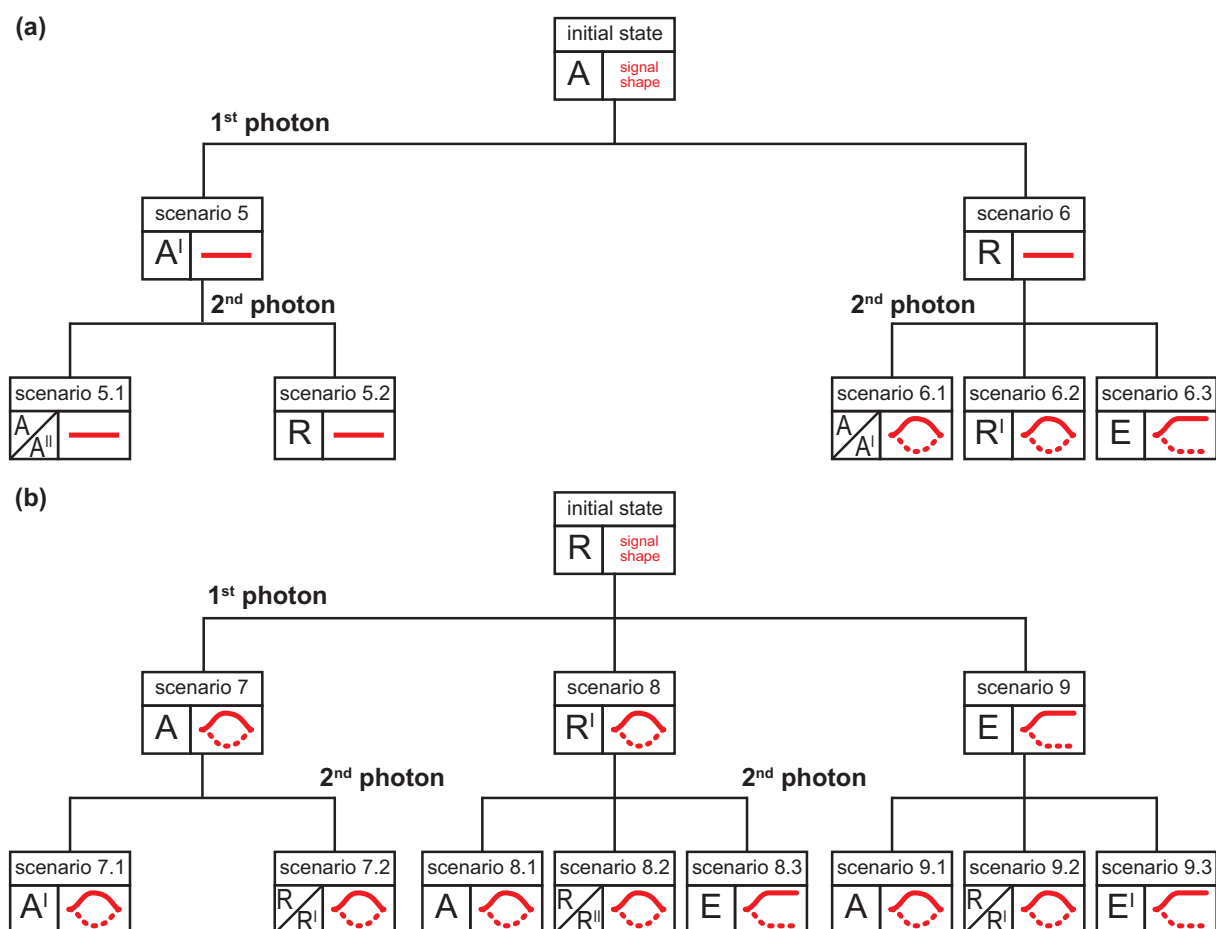 (a)
initial state
A
signal
shape
1st photon
scenario 5
scenario 6
Aᴵ
R
2nd photon
2nd photon
scenario 5.1
scenario 5.2
scenario 6.1
scenario 6.2
scenario 6.3
A
Aᴵᴵ
R
A
Aᴵ
Rᴵ
E
(b)
initial state
R
signal
shape
1st photon
scenario 7
scenario 8
scenario 9
A
Rᴵ
E
2nd photon
2nd photon
scenario 7.1
scenario 7.2
scenario 8.1
scenario 8.2
scenario 8.3
scenario 9.1
scenario 9.2
scenario 9.3
Aᴵ
R
Rᴵ
A
R
Rᴵᴵ
E
A
R
Rᴵ
Eᴵ